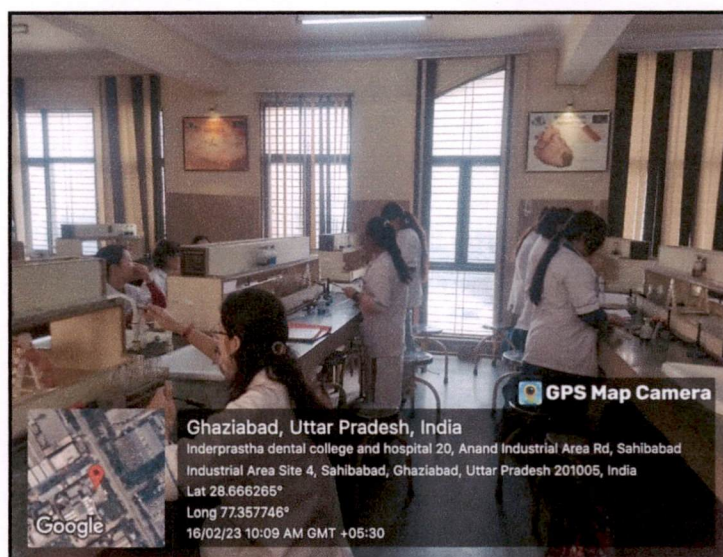 GPS Map Camera
Ghaziabad, Uttar Pradesh, India
Inderprastha dental college and hospital 20, Anand Industrial Area Rd, Sahibabad
Industrial Area Site 4, Sahibabad, Ghaziabad, Uttar Pradesh 201005, India
Lat 28.666265°
Long 77.357746°
16/02/23 10:09 AM GMT +05:30
Google